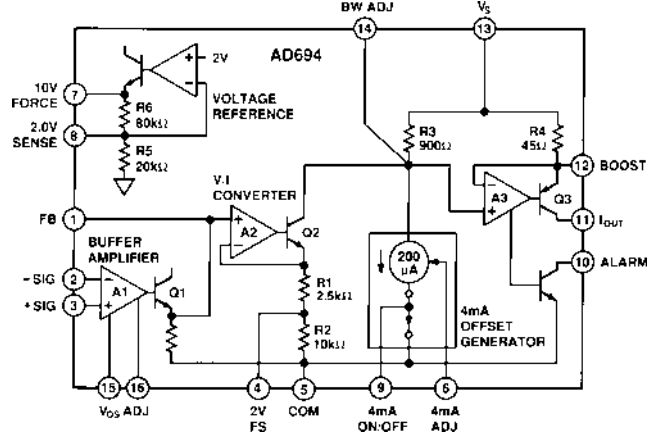 BW ADJ
V_S
14
13
AD694
2V
10V
FORCE
7
R6
80kΩ
VOLTAGE
REFERENCE
2.0V
SENSE
8
R5
20kΩ
R3
900Ω
R4
45Ω
12
BOOST
V.I
CONVERTER
A3
Q3
FB
1
A2
Q2
11
I_OUT
BUFFER
AMPLIFIER
200
μA
10
ALARM
-SIG
2
A1
Q1
R1
2.5kΩ
+SIG
3
4mA
OFFSET
GENERATOR
R2
10kΩ
15
16
4
5
9
6
V_OS ADJ
2V
FS
COM
4mA
ON/OFF
4mA
ADJ